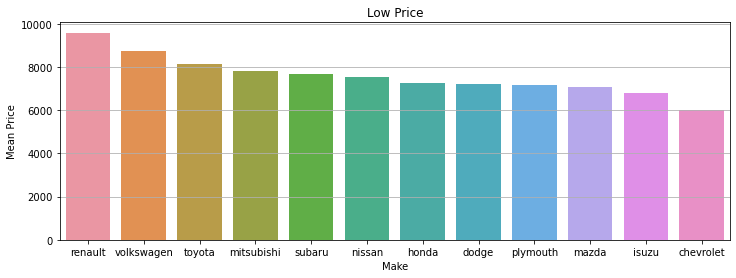 Low Price
Mean Price
10000
8000
6000
4000
2000
0
renault volkswagen toyota mitsubishi subaru nissan honda dodge plymouth mazda isuzu chevrolet
Make